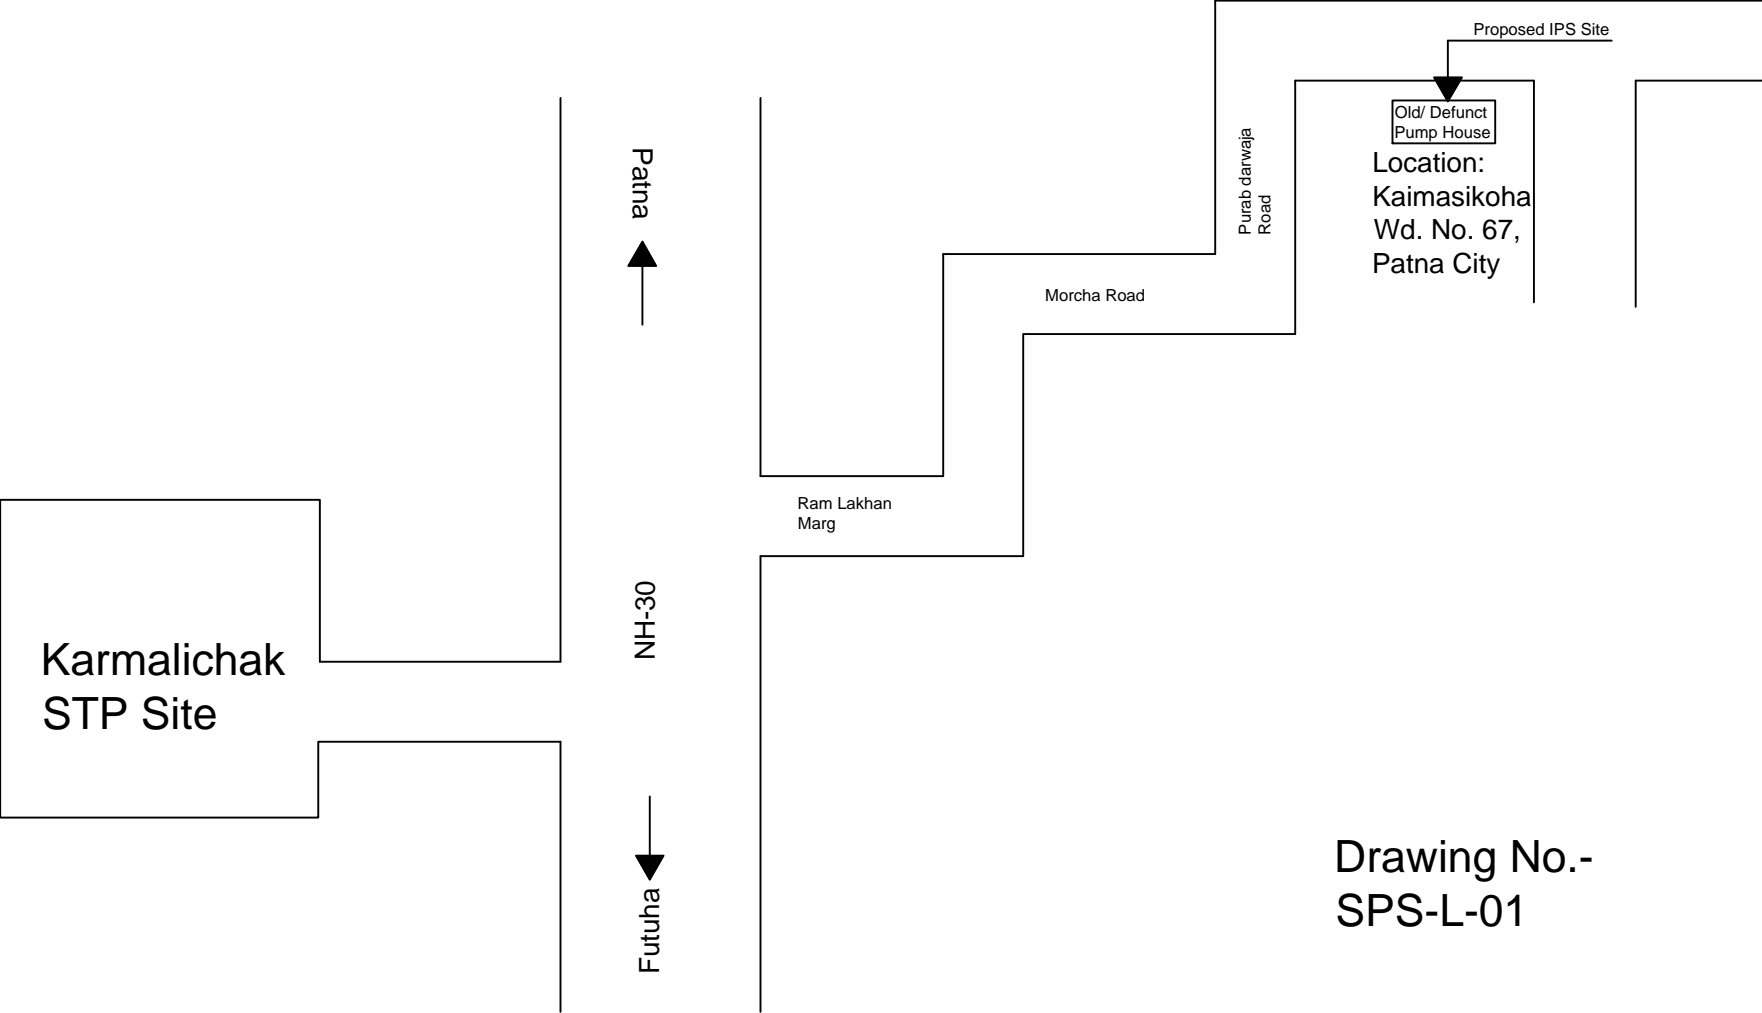 Proposed IPS Site
Old/ Defunct
Pump House
Location:
Kaimasikoha
Wd. No. 67,
Patna City
Purab darwaja
Road
Patna
Morcha Road
Ram Lakhan
Marg
NH-30
Karmalichak
STP Site
Futuha
Drawing No.-
SPS-L-01